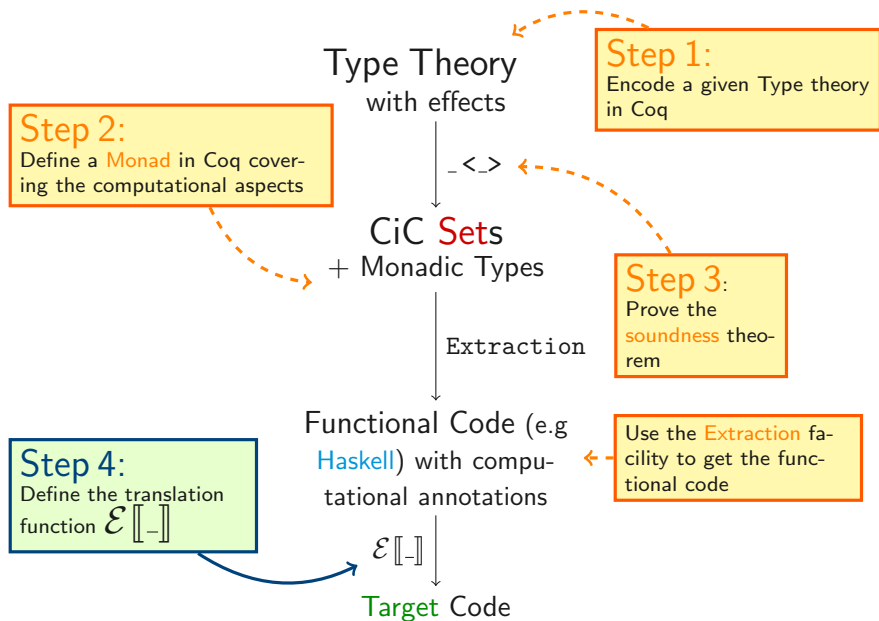 Step 1:
Encode a given Type theory
in Coq
Type Theory
with effects
Step 2:
Define a Monad in Coq cover-
ing the computational aspects
_ <_>
CiC Sets
+ Monadic Types
Step 3:
Prove the
soundness theo-
rem
Extraction
Functional Code (e.g
Haskell) with compu-
tational annotations
Use the Extraction fa-
cility to get the func-
tional code
Step 4:
Define the translation
function ℰ⟦_⟧
ℰ⟦_⟧
Target Code